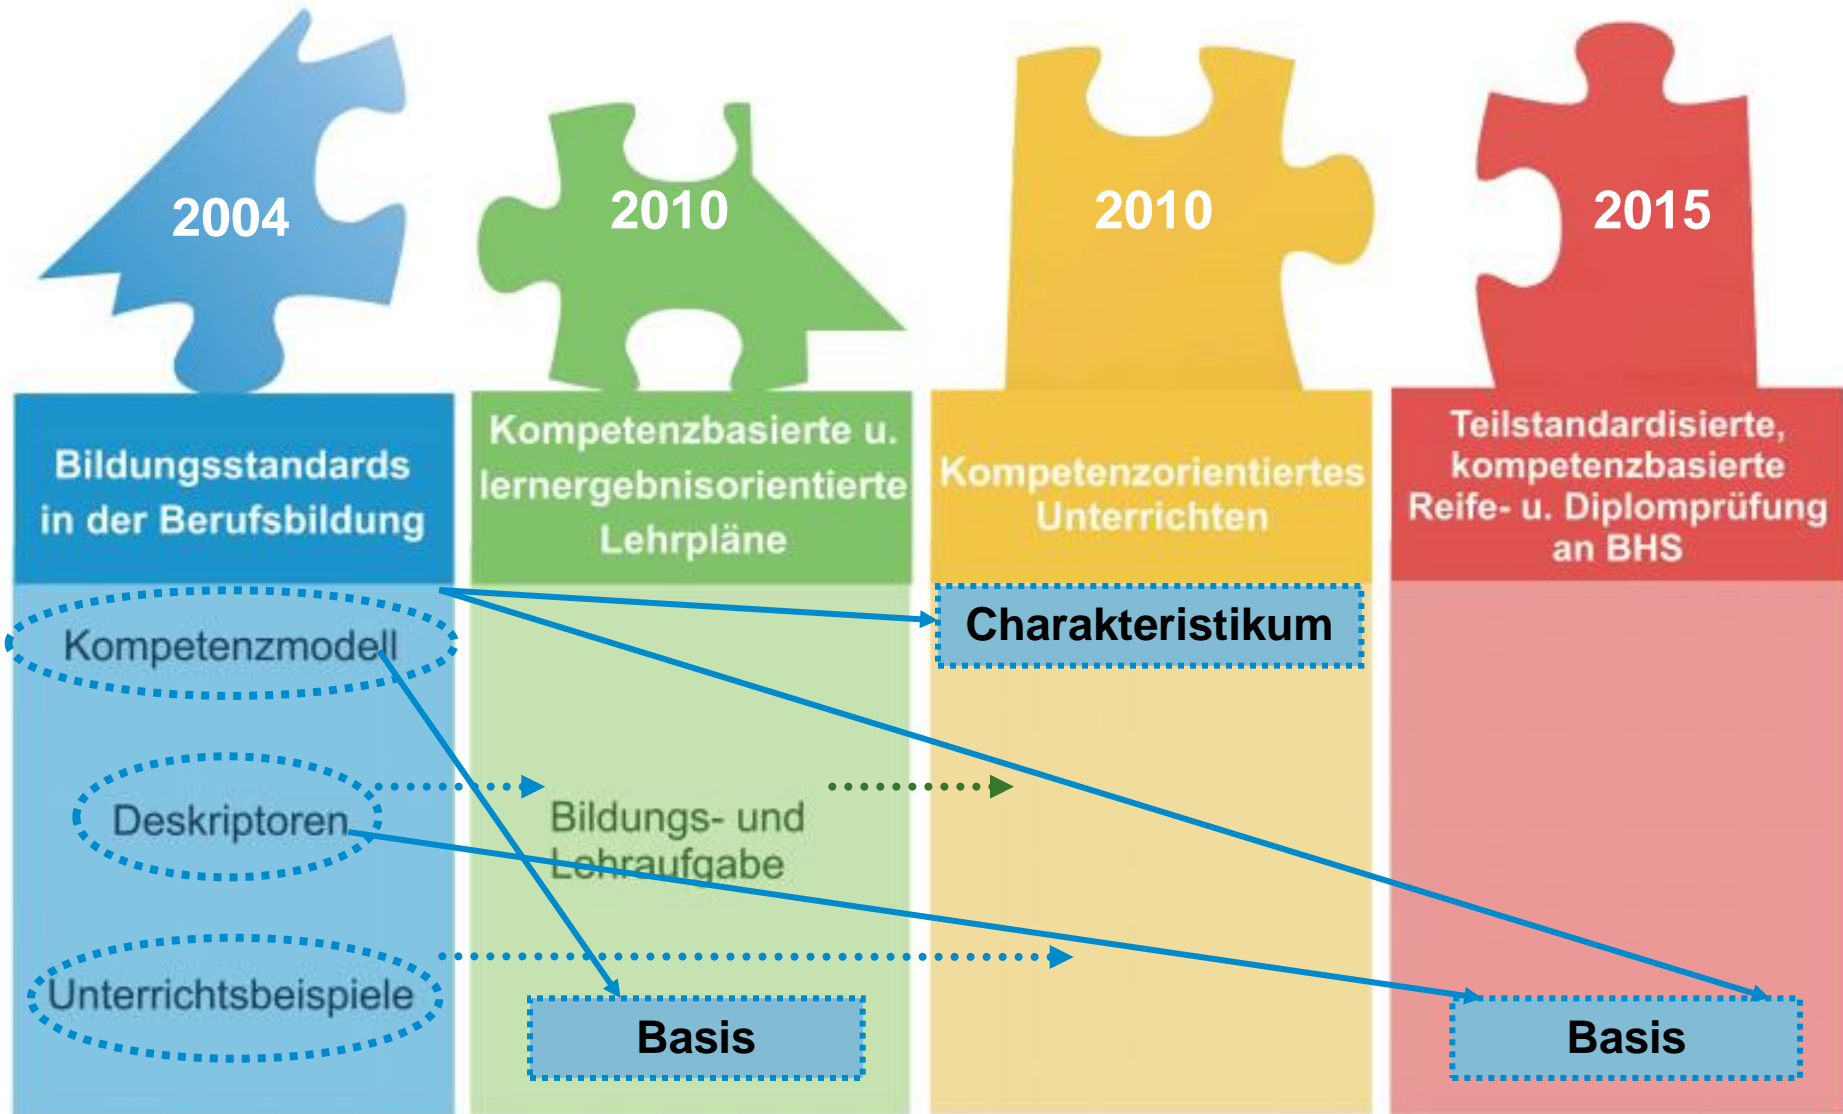 2004
2010
2010
2015
Bildungsstandards
in der Berufsbildung
Kompetenzbasierte u.
lernergebnisorientierte
Lehrpläne
Kompetenzorientiertes
Unterrichten
Teilstandardisierte,
kompetenzbasierte
Reife- u. Diplomprüfung
an BHS
Kompetenzmodell
Charakteristikum
Deskriptoren
Bildungs- und
Lehraufgabe
Unterrichtsbeispiele
Basis
Basis